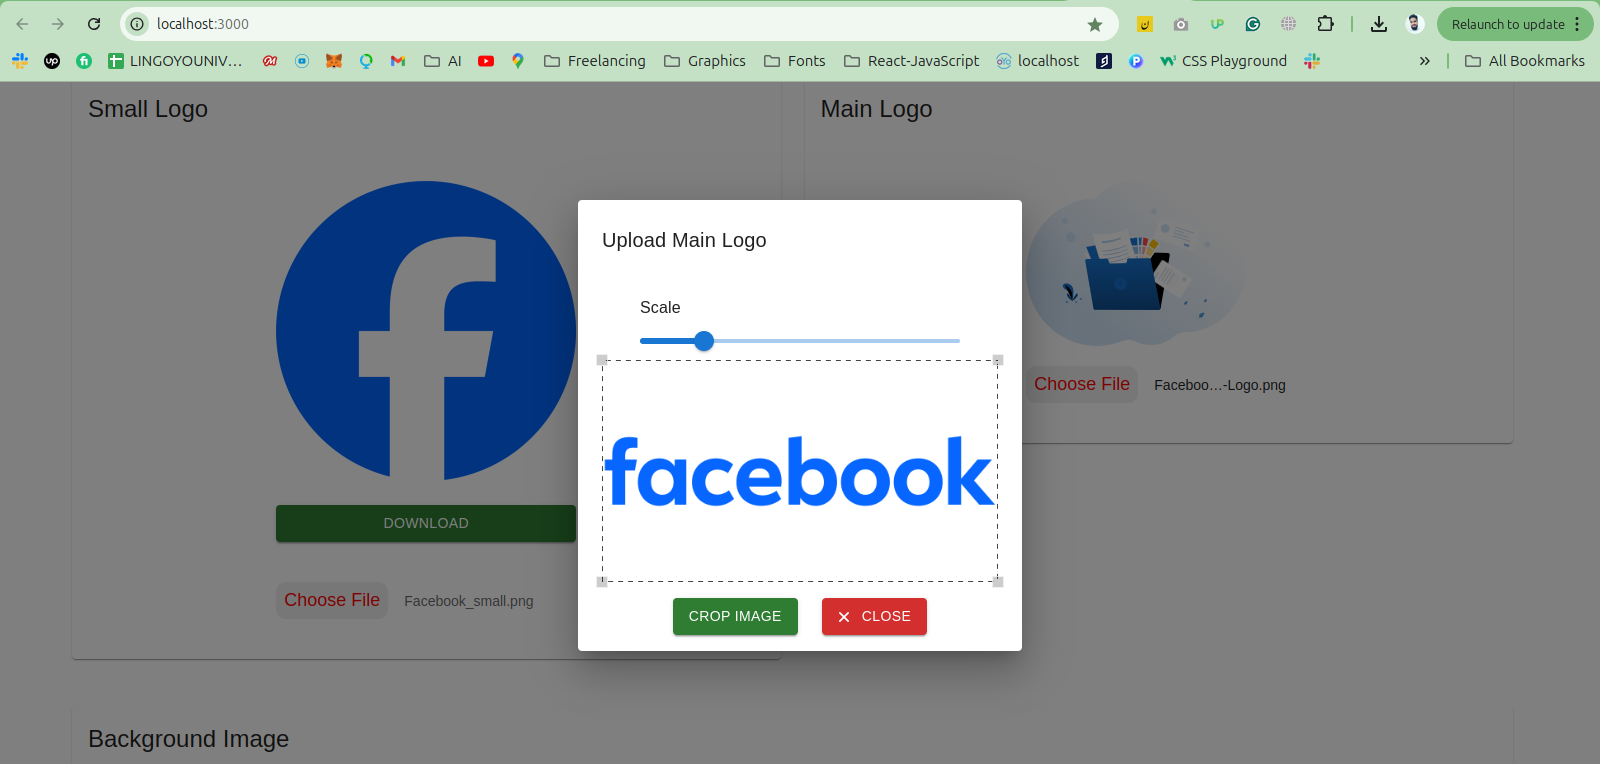 localhost:3000
Relaunch to update
LINGOYOUNIV...
AI
Freelancing
Graphics
Fonts
React-JavaScript
localhost
CSS Playground
»
All Bookmarks
Small Logo
Main Logo
Upload Main Logo
Scale
facebook
CROP IMAGE
CLOSE
DOWNLOAD
Choose File
Facebook_small.png
Choose File
Faceboo...-Logo.png
Background Image